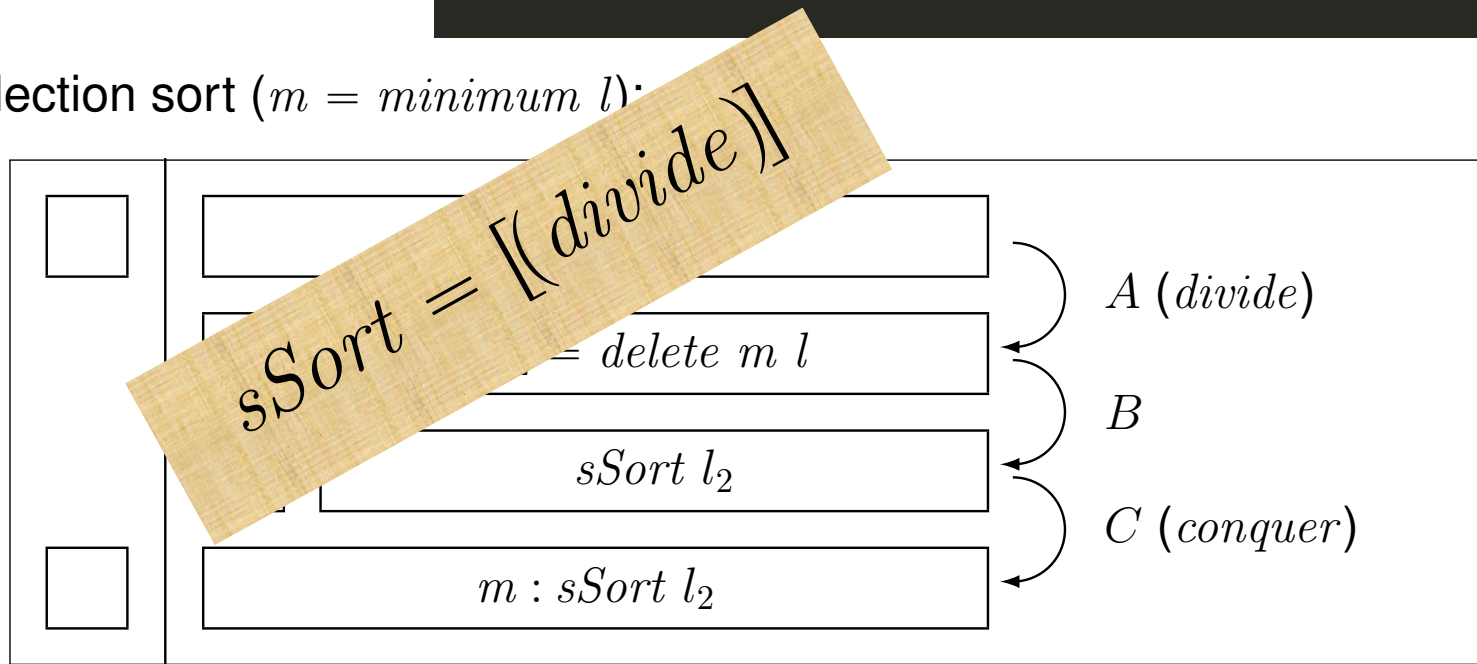 lection sort (m = minimum l):
sSort = [(divide)]
A (divide)
= delete m l
B
sSort l₂
C (conquer)
m : sSort l₂